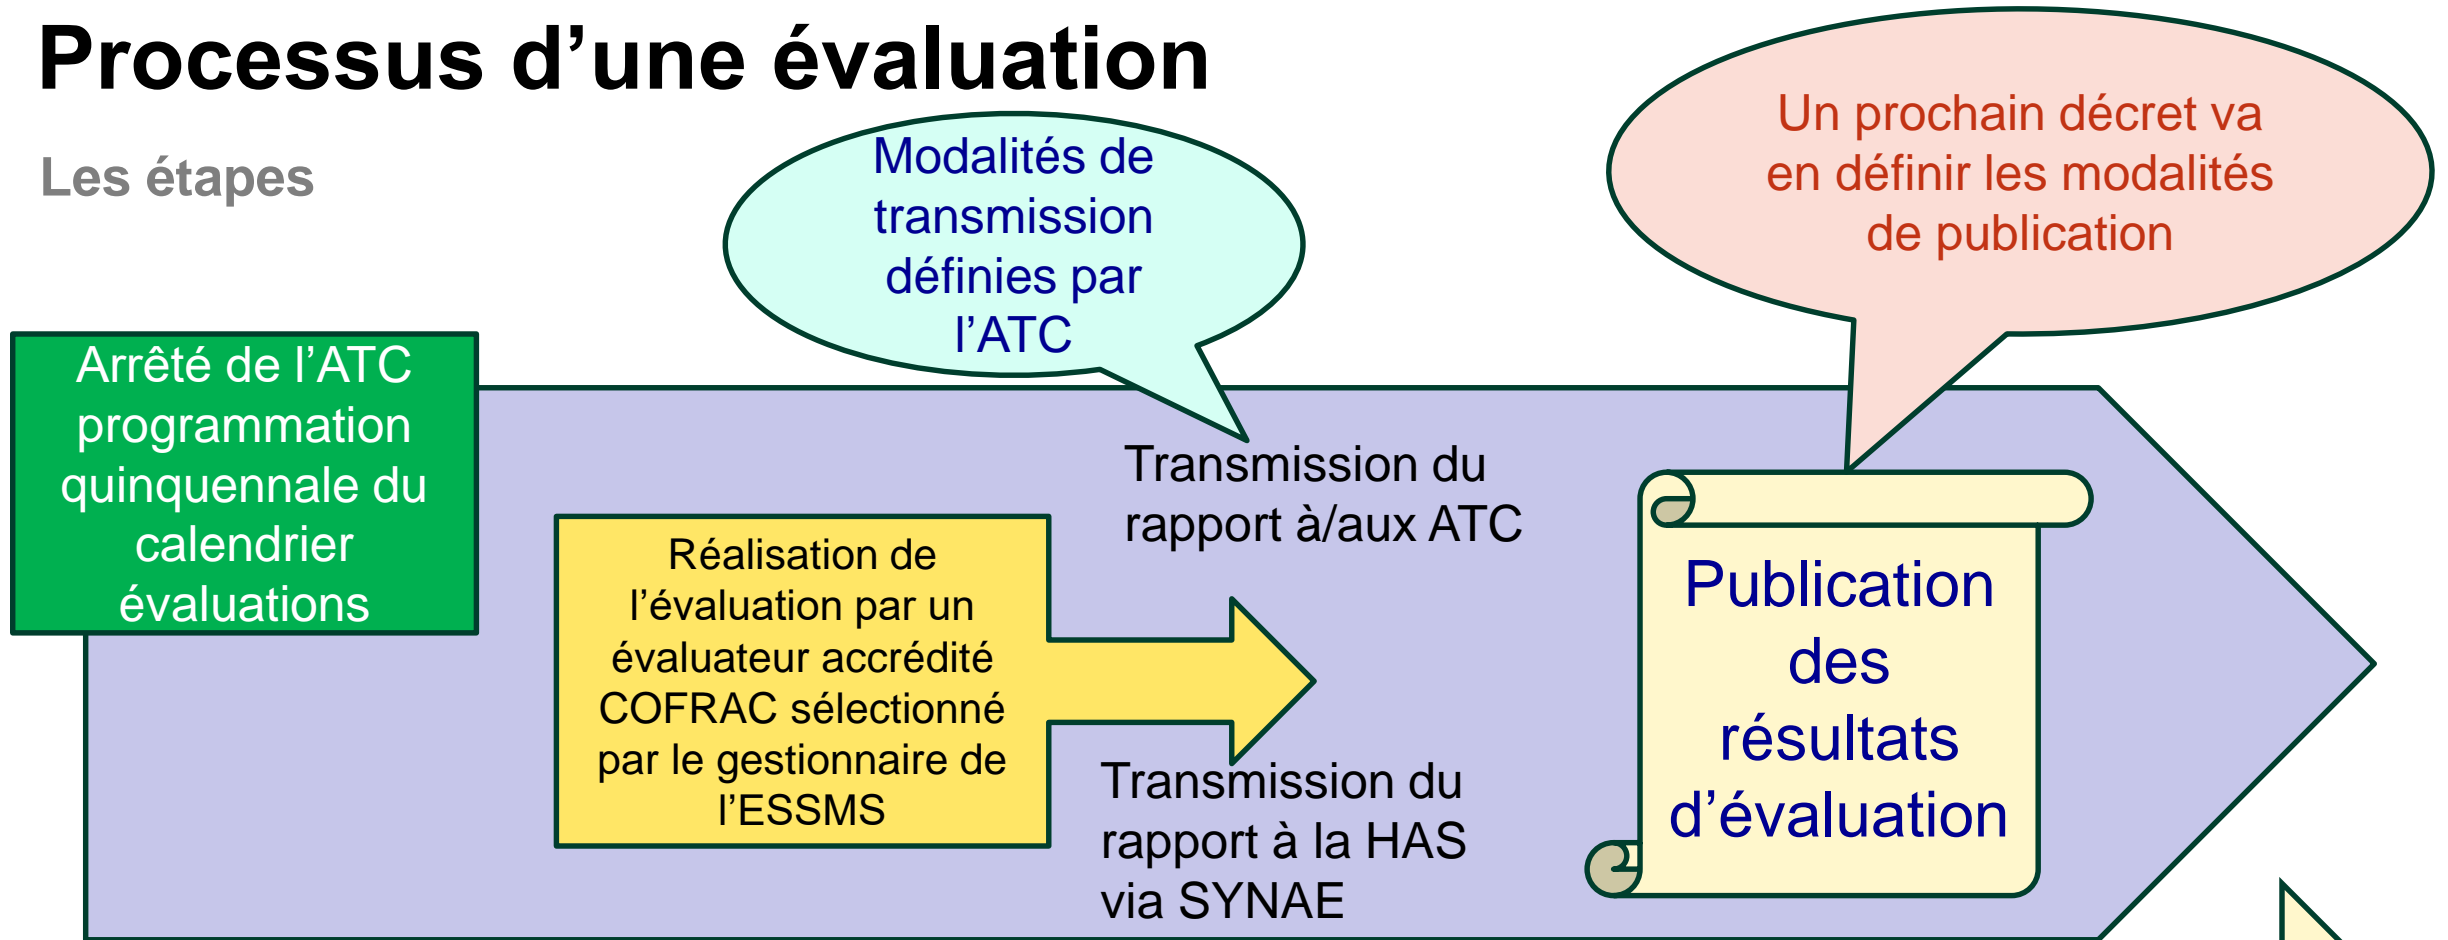 Processus d’une évaluation
Les étapes
Modalités de
transmission
définies par
l’ATC
Un prochain décret va
en définir les modalités
de publication
Arrêté de l’ATC
programmation
quinquennale du
calendrier
évaluations
Réalisation de
l’évaluation par un
évaluateur accrédité
COFRAC sélectionné
par le gestionnaire de
l’ESSMS
Transmission du
rapport à/aux ATC
Transmission du
rapport à la HAS
via SYNAE
Publication
des
résultats
d’évaluation